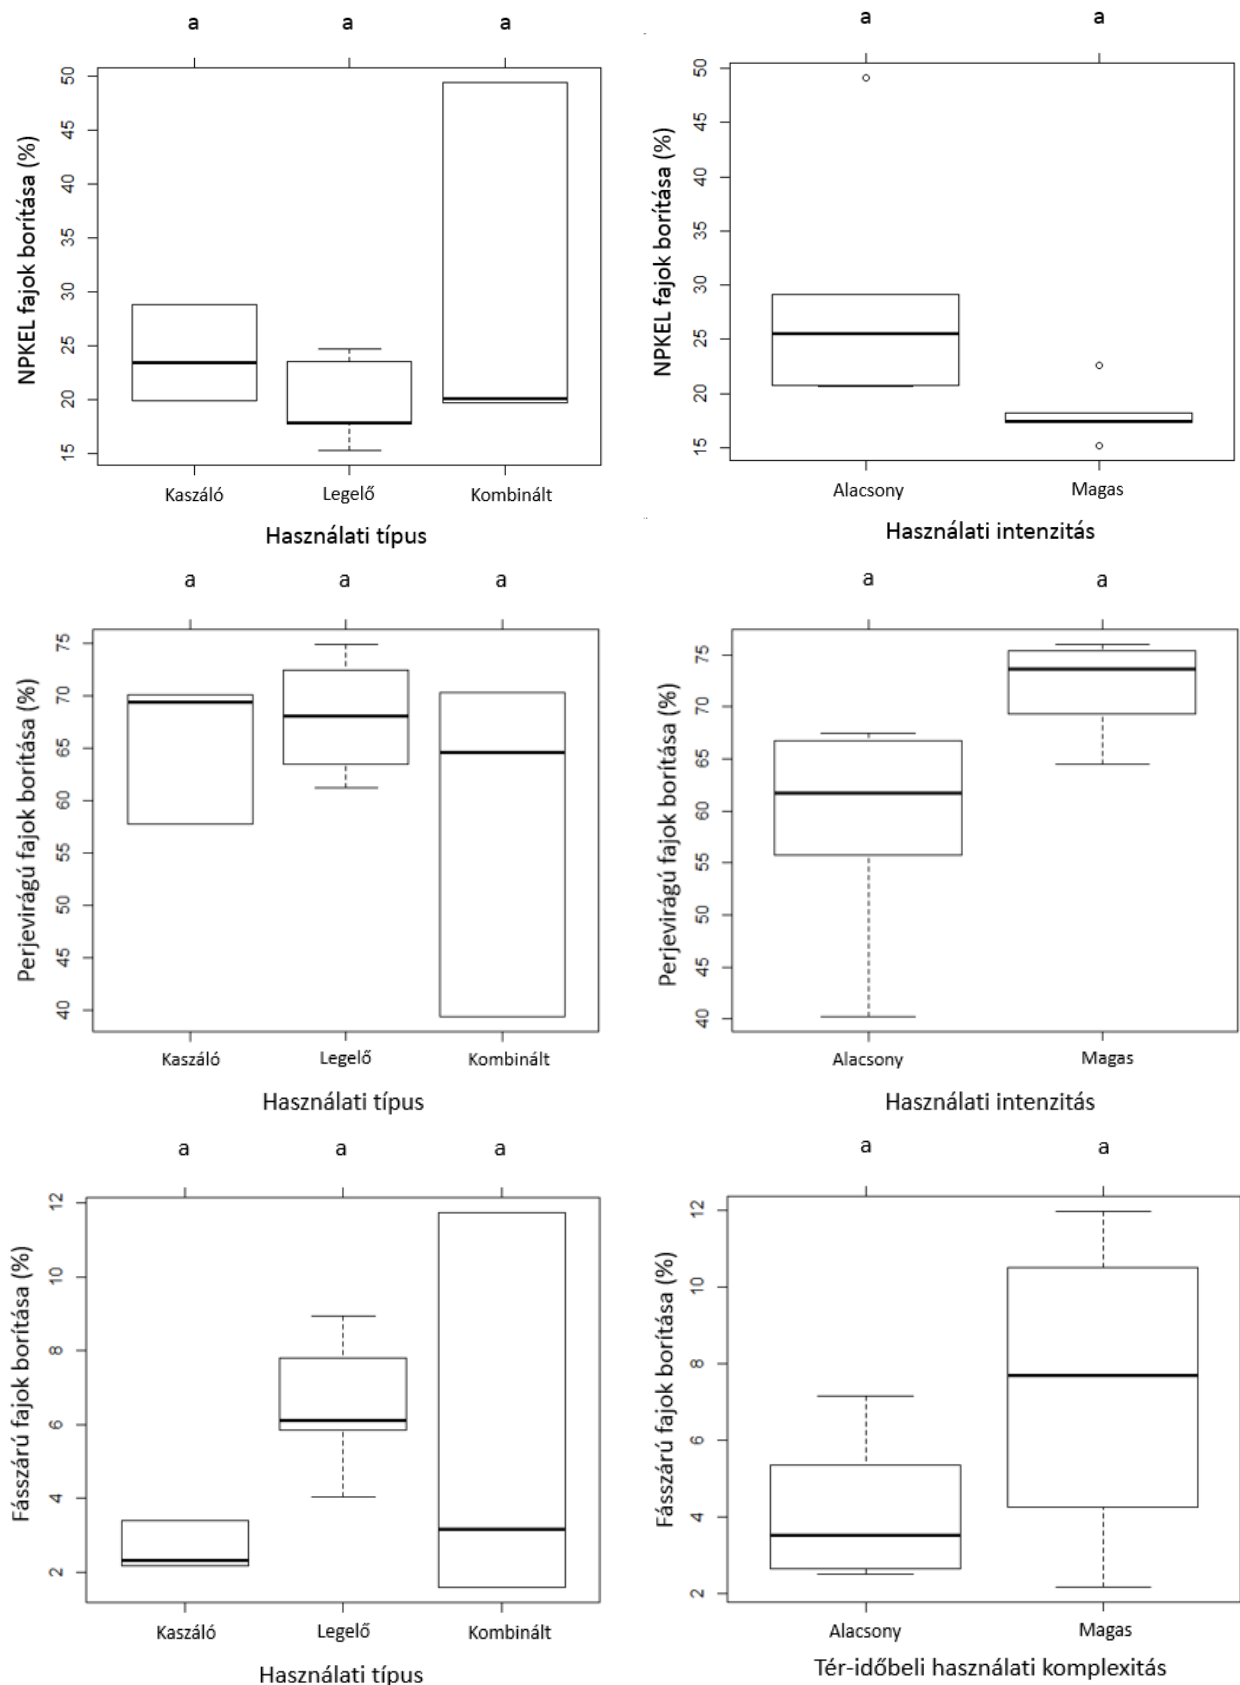 a a a
NPKEL fajok borítása (%)
50
45
40
35
30
25
20
15
Kaszáló Legelő Kombinált
Használati típus
a a
NPKEL fajok borítása (%)
50
45
40
35
30
25
20
15
Alacsony Magas
Használati intenzitás
a a a
Perjevirágú fajok borítása (%)
75
70
65
60
55
50
45
40
Kaszáló Legelő Kombinált
Használati típus
a a
Perjevirágú fajok borítása (%)
75
70
65
60
55
50
45
40
Alacsony Magas
Használati intenzitás
a a a
Fásszárú fajok borítása (%)
12
10
8
6
4
2
Kaszáló Legelő Kombinált
Használati típus
a a
Fásszárú fajok borítása (%)
12
10
8
6
4
2
Alacsony Magas
Tér-időbeli használati komplexitás